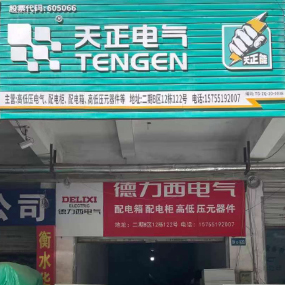 股票代码:605066
天正电气
TENGEN
天正电气
主营:高低压电气、配电柜、配电箱、高低压元器件等 地址:二期B区12栋122号 电话:15755192007
德力西电气
DELIXI
ELECTRIC
德力西电气
配电箱 配电柜 高低压元器件
公司
衡水